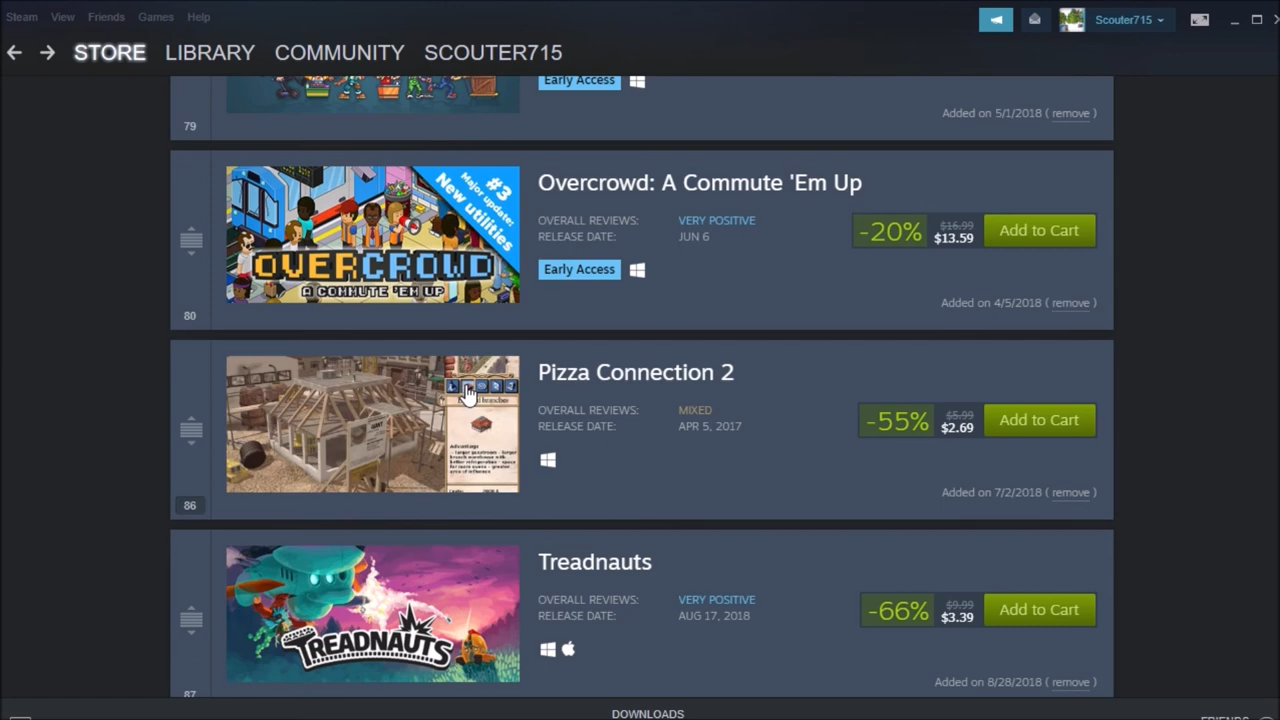 Steam View Friends Games Help
Scouter715
STORE LIBRARY COMMUNITY SCOUTER715
Early Access
79
Added on 5/1/2018 ( remove )
#3
Major update:
New utilities
OVERCROWD
A COMMUTE 'EM UP
Overcrowd: A Commute 'Em Up
OVERALL REVIEWS: VERY POSITIVE
RELEASE DATE: JUN 6
-20% $16.99 $13.59 Add to Cart
Early Access
80
Added on 4/5/2018 ( remove )
Pizza Connection 2
OVERALL REVIEWS: MIXED
RELEASE DATE: APR 5, 2017
-55% $5.99 $2.69 Add to Cart
86
Added on 7/2/2018 ( remove )
TREADNAUTS
Treadnauts
OVERALL REVIEWS: VERY POSITIVE
RELEASE DATE: AUG 17, 2018
-66% $9.99 $3.39 Add to Cart
87
Added on 8/28/2018 ( remove )
DOWNLOADS